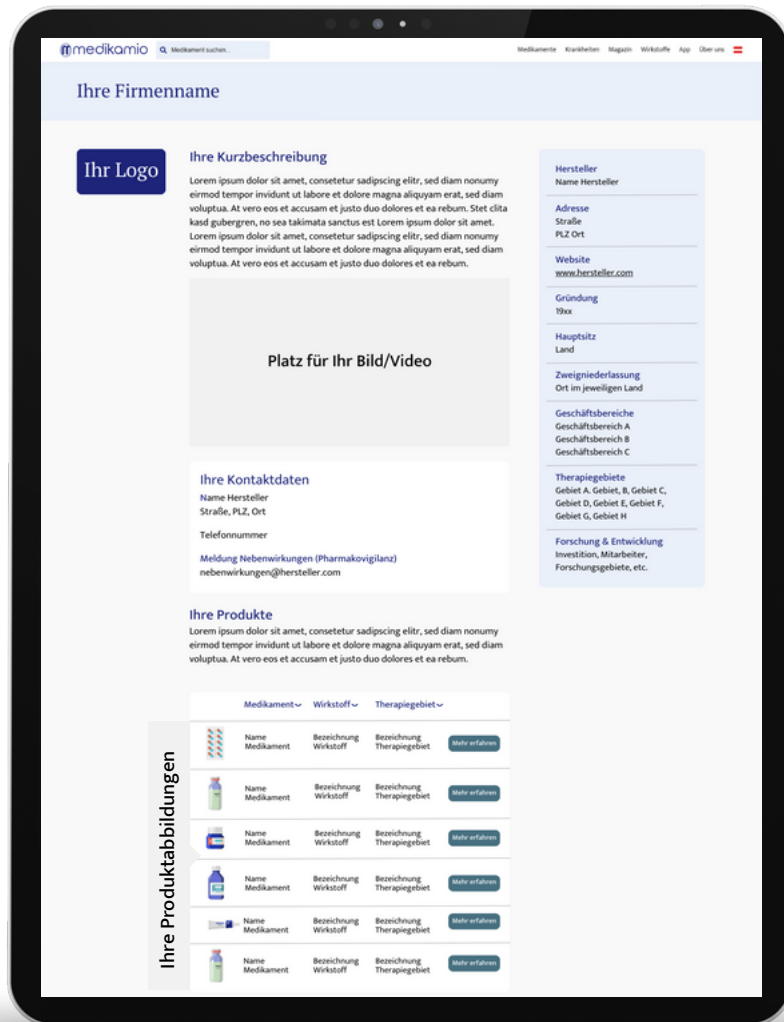 medikamio
Medikament suchen...
Medikamente Krankheiten Magazin Wirkstoffe App Über uns
Ihre Firmenname
Ihr Logo
Ihre Kurzbeschreibung
Lorem ipsum dolor sit amet, consetetur sadipscing elitr, sed diam nonumy
eirmod tempor invidunt ut labore et dolore magna aliquyam erat, sed diam
voluptua. At vero eos et accusam et justo duo dolores et ea rebum. Stet clita
kasd gubergren, no sea takimata sanctus est Lorem ipsum dolor sit amet.
Lorem ipsum dolor sit amet, consetetur sadipscing elitr, sed diam nonumy
eirmod tempor invidunt ut labore et dolore magna aliquyam erat, sed diam
voluptua. At vero eos et accusam et justo duo dolores et ea rebum.
Platz für Ihr Bild/Video
Ihre Kontaktdaten
Name Hersteller
Straße, PLZ, Ort
Telefonnummer
Meldung Nebenwirkungen (Pharmakovigilanz)
nebenwirkungen@hersteller.com
Hersteller
Name Hersteller
Adresse
Straße
PLZ Ort
Website
www.hersteller.com
Gründung
19xx
Hauptsitz
Land
Zweigniederlassung
Ort im jeweiligen Land
Geschäftsbereiche
Geschäftsbereich A
Geschäftsbereich B
Geschäftsbereich C
Therapiegebiete
Gebiet A. Gebiet, B, Gebiet C,
Gebiet D, Gebiet E, Gebiet F,
Gebiet G, Gebiet H
Forschung & Entwicklung
Investition, Mitarbeiter,
Forschungsgebiete, etc.
Ihre Produkte
Lorem ipsum dolor sit amet, consetetur sadipscing elitr, sed diam nonumy
eirmod tempor invidunt ut labore et dolore magna aliquyam erat, sed diam
voluptua. At vero eos et accusam et justo duo dolores et ea rebum.
Ihre Produktabbildungen
Medikament Wirkstoff Therapiegebiet
Name Bezeichnung Bezeichnung Mehr erfahren
Medikament Wirkstoff Therapiegebiet
Name Bezeichnung Bezeichnung Mehr erfahren
Medikament Wirkstoff Therapiegebiet
Name Bezeichnung Bezeichnung Mehr erfahren
Medikament Wirkstoff Therapiegebiet
Name Bezeichnung Bezeichnung Mehr erfahren
Medikament Wirkstoff Therapiegebiet
Name Bezeichnung Bezeichnung Mehr erfahren
Medikament Wirkstoff Therapiegebiet
Name Bezeichnung Bezeichnung Mehr erfahren
Medikament Wirkstoff Therapiegebiet